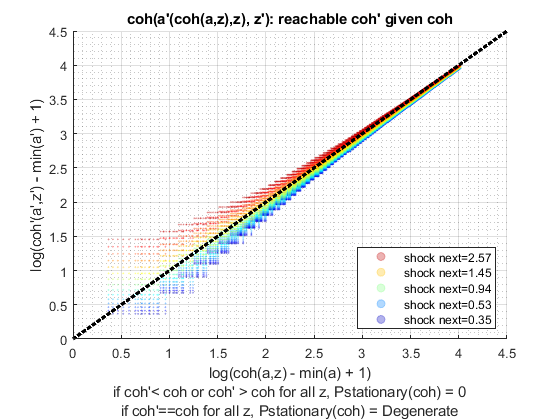 coh(a'(coh(a,z),z), z'): reachable coh' given coh
log(coh'(a',z') - min(a') + 1)
4.5
4
3.5
3
2.5
2
1.5
1
0.5
0
shock next=2.57
shock next=1.45
shock next=0.94
shock next=0.53
shock next=0.35
0 0.5 1 1.5 2 2.5 3 3.5 4 4.5
log(coh(a,z) - min(a) + 1)
if coh'< coh or coh' > coh for all z, Pstationary(coh) = 0
if coh'==coh for all z, Pstationary(coh) = Degenerate